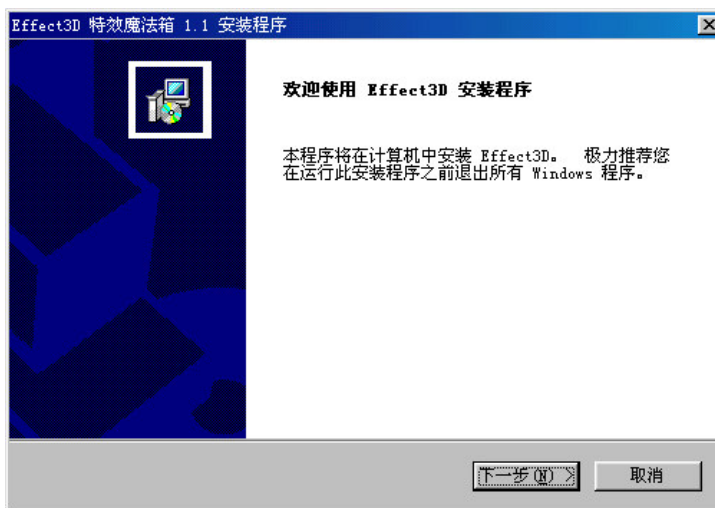 Effect3D 特效魔法箱 1.1 安装程序
欢迎使用 Effect3D 安装程序
本程序将在计算机中安装 Effect3D。 极力推荐您
在运行此安装程序之前退出所有 Windows 程序。
下一步(N) >
取消